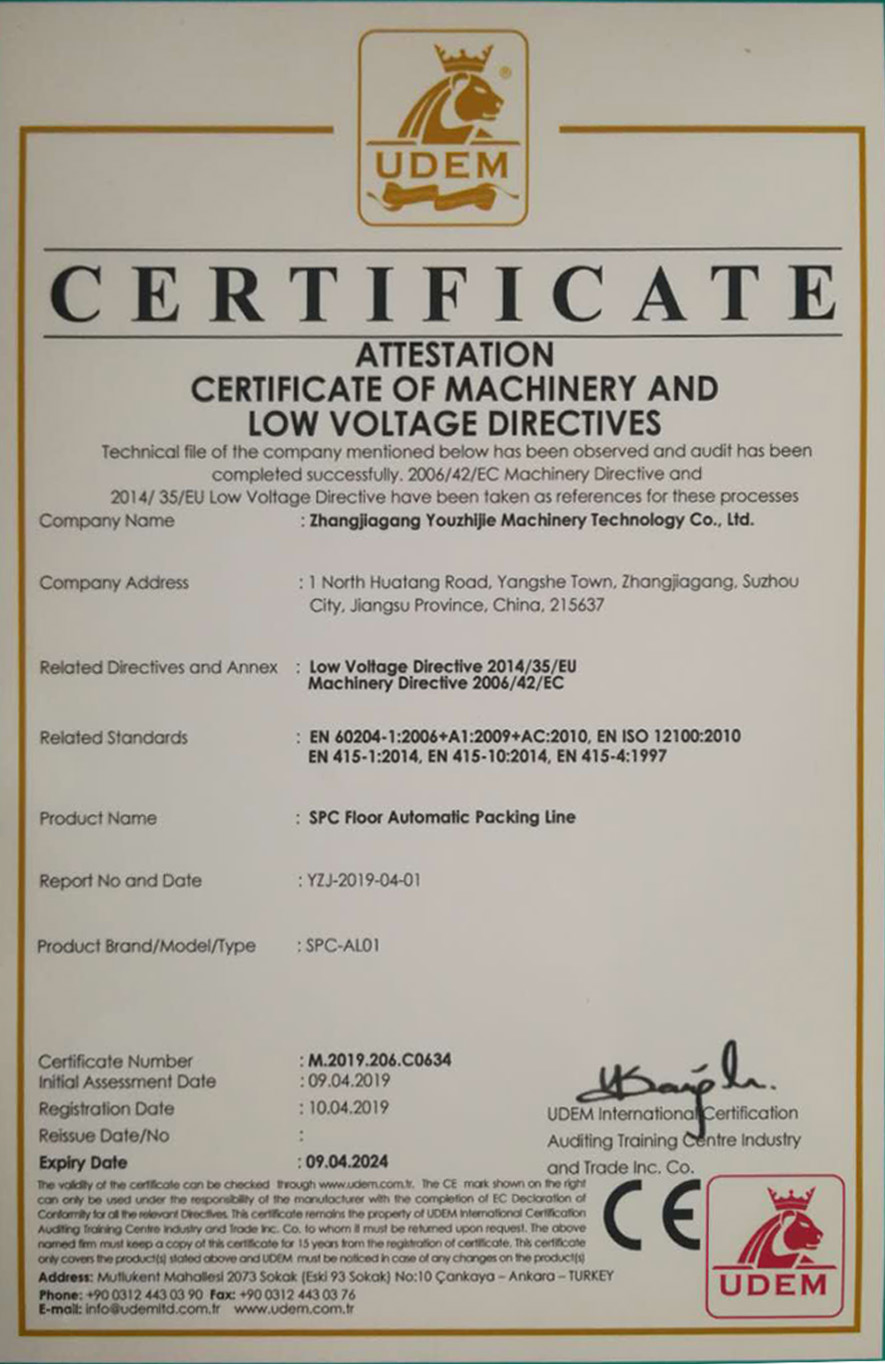 UDEM
CERTIFICATE
ATTESTATION
CERTIFICATE OF MACHINERY AND
LOW VOLTAGE DIRECTIVES
Technical file of the company mentioned below has been observed and audit has been
completed successfully. 2006/42/EC Machinery Directive and
2014/ 35/EU Low Voltage Directive have been taken as references for these processes
Company Name : Zhangjiagang Youzhijie Machinery Technology Co., Ltd.
Company Address : 1 North Huatang Road, Yangshe Town, Zhangjiagang, Suzhou
City, Jiangsu Province, China, 215637
Related Directives and Annex : Low Voltage Directive 2014/35/EU
Machinery Directive 2006/42/EC
Related Standards : EN 60204-1:2006+A1:2009+AC:2010, EN ISO 12100:2010
EN 415-1:2014, EN 415-10:2014, EN 415-4:1997
Product Name : SPC Floor Automatic Packing Line
Report No and Date : YZJ-2019-04-01
Product Brand/Model/Type : SPC-AL01
Certificate Number : M.2019.206.C0634
Initial Assessment Date : 09.04.2019
Registration Date : 10.04.2019
Reissue Date/No :
Expiry Date : 09.04.2024
UDEM International Certification
Auditing Training Centre Industry
and Trade Inc. Co.
The validity of the certificate can be checked through www.udem.com.tr. The CE mark shown on the right
can only be used under the responsibility of the manufacturer with the completion of EC Declaration of
Conformity for all the relevant Directives. This certificate remains the property of UDEM International Certification
Auditing Training Centre Industry and Trade Inc. Co. to whom it must be returned upon request. The above
named firm must keep a copy of this certificate for 15 years from the registration of certificate. This certificate
only covers the product(s) stated above and UDEM must be noticed in case of any changes on the product(s)
Address: Mutlukent Mahallesi 2073 Sokak (Eski 93 Sokak) No:10 Çankaya – Ankara – TURKEY
Phone: +90 0312 443 03 90 Fax: +90 0312 443 03 76
E-mail: info@udemltd.com.tr www.udem.com.tr
CE
UDEM